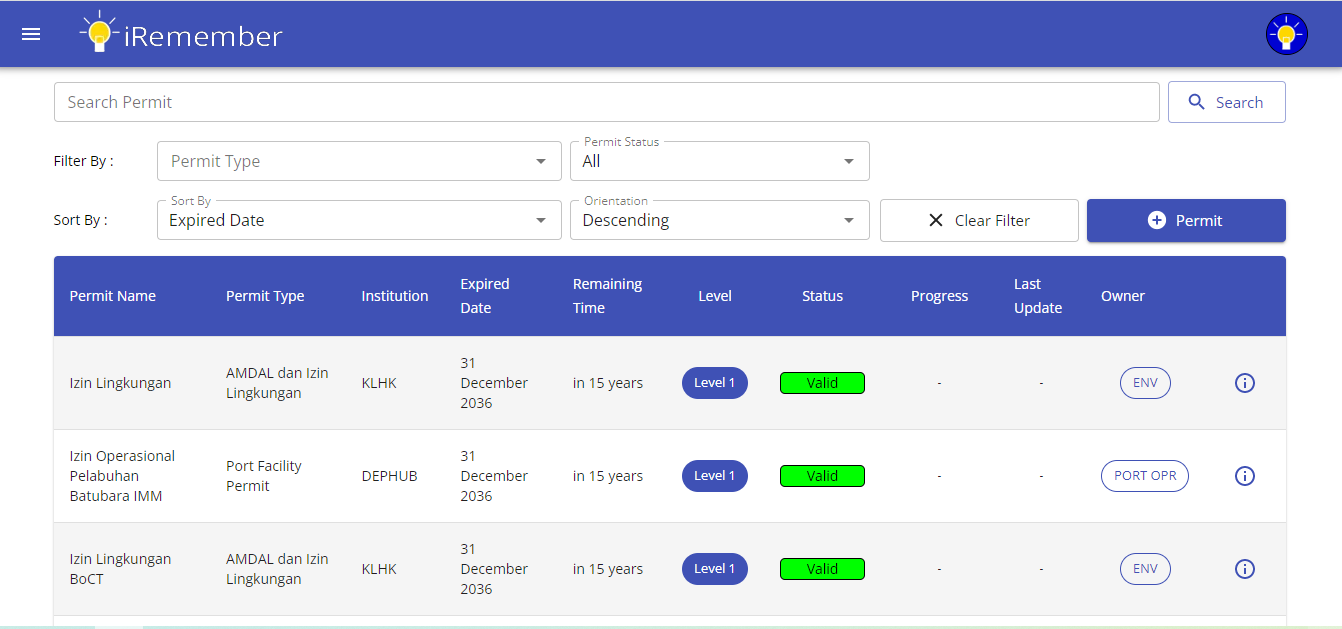 iRemember
Search Permit
Search
Filter By :
Permit Type
Permit Status
All
Sort By :
Sort By
Expired Date
Orientation
Descending
Clear Filter
Permit
Permit Name
Permit Type
Institution
Expired
Date
Remaining
Time
Level
Status
Progress
Last
Update
Owner
Izin Lingkungan
AMDAL dan Izin
Lingkungan
KLHK
31
December
2036
in 15 years
Level 1
Valid
-
-
ENV
Izin Operasional
Pelabuhan
Batubara IMM
Port Facility
Permit
DEPHUB
31
December
2036
in 15 years
Level 1
Valid
-
-
PORT OPR
Izin Lingkungan
BoCT
AMDAL dan Izin
Lingkungan
KLHK
31
December
2036
in 15 years
Level 1
Valid
-
-
ENV